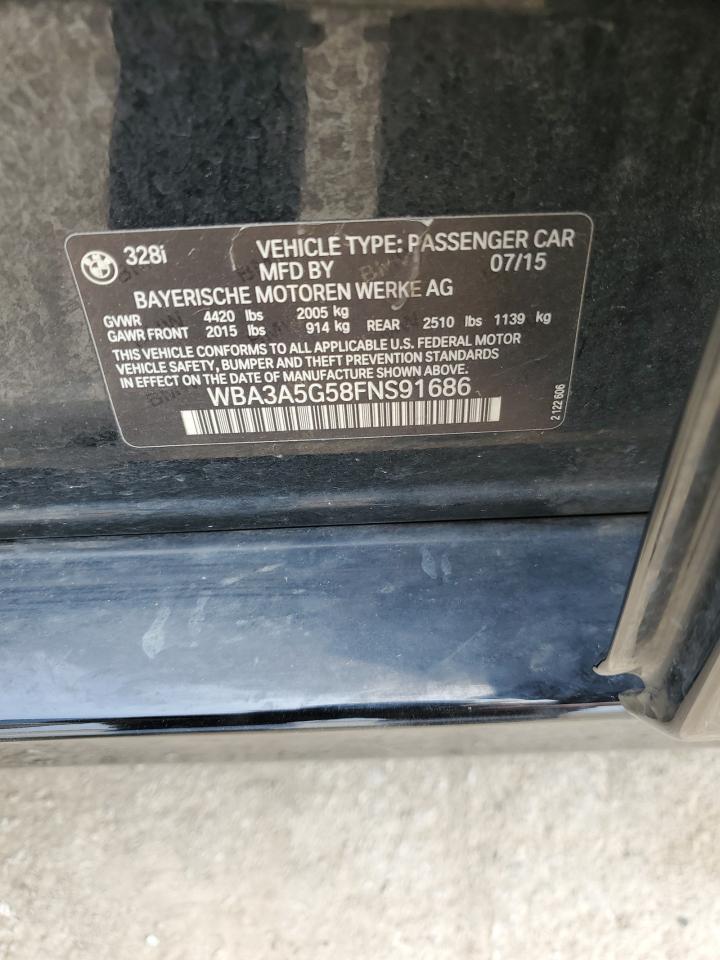 328i VEHICLE TYPE: PASSENGER CAR
MFD BY 07/15
BAYERISCHE MOTOREN WERKE AG
GVWR 4420 lbs 2005 kg
GAWR FRONT 2015 lbs 914 kg REAR 2510 lbs 1139 kg
THIS VEHICLE CONFORMS TO ALL APPLICABLE U.S. FEDERAL MOTOR
VEHICLE SAFETY, BUMPER AND THEFT PREVENTION STANDARDS
IN EFFECT ON DATE OF MANUFACTURE SHOWN ABOVE.
WBA3A5G58FNS91686
2 122 606